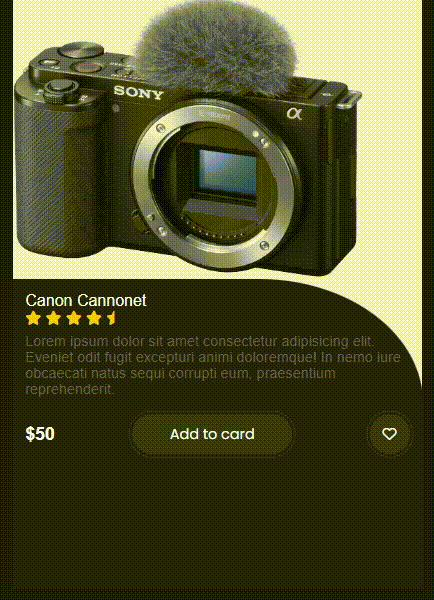 SONY
α
Canon Cannonet
Lorem ipsum dolor sit amet consectetur adipisicing elit.
Eveniet odit fugit excepturi animi doloremque! In nemo iure
obcaecati natus sequi corrupti eum, praesentium
reprehenderit.
$50
Add to card